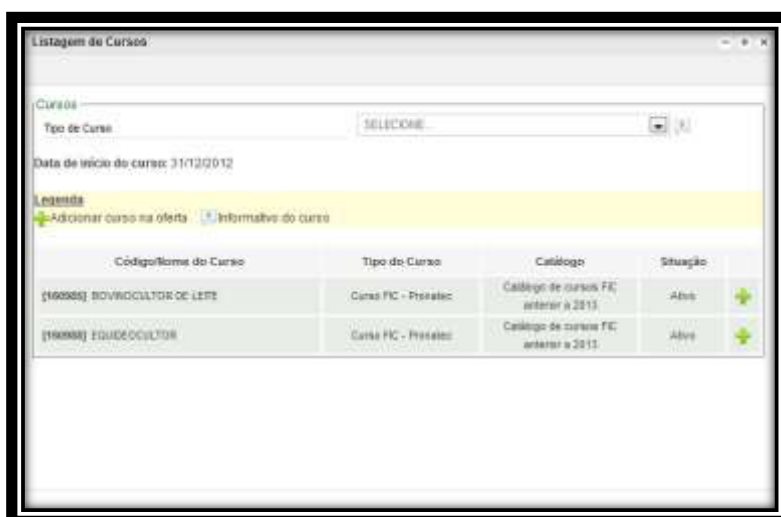 Listagem de Cursos
Cursos
Tipo de Curso SELECIONE...
Data de início do curso: 31/12/2012
Legenda
Adicionar curso na oferta Informativo do curso
Código/Nome do Curso Tipo do Curso Catálogo Situação
BOVINOCULTOR DE LEITE Curso FIC - Pronatec Catálogo de cursos FIC anterior a 2013 Ativo
EQUIDEOCULTOR Curso FIC - Pronatec Catálogo de cursos FIC anterior a 2013 Ativo